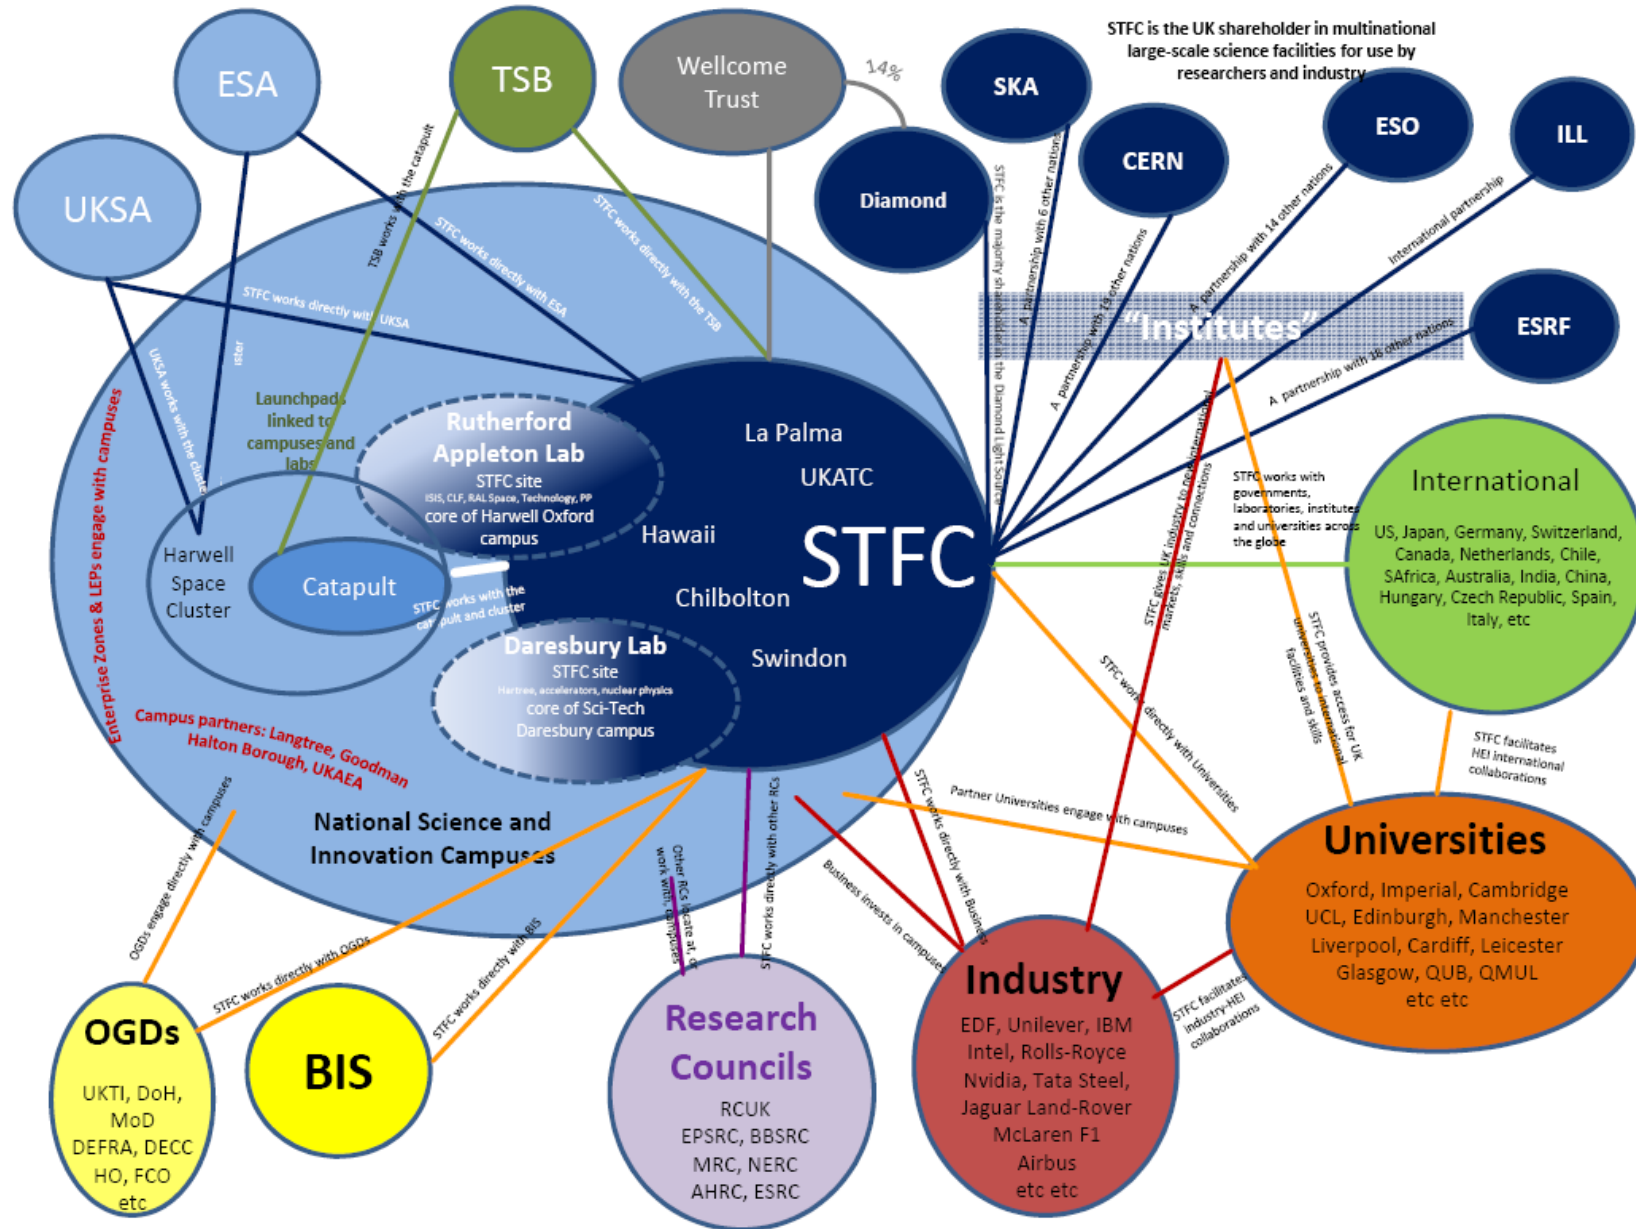 STFC is the UK shareholder in multinational
large-scale science facilities for use by
researchers and industry
ESA
TSB
Wellcome
Trust
14%
SKA
CERN
ESO
ILL
UKSA
Diamond
ESRF
"Institutes"
TSB works with the catapult
STFC works directly with ESA
STFC works directly with the TSB
STFC works directly with UKSA
UKSA works with the cluster
STFC is the majority shareholder in the Diamond Light Source
A partnership with 6 other nations
A partnership with 19 other nations
A partnership with 14 other nations
International partnership
A partnership with 18 other nations
Launchpads
linked to
campuses and
labs
Enterprise Zones & LEPs engage with campuses
Rutherford
Appleton Lab
STFC site
ISIS, CLF, RAL Space, Technology, PP
core of Harwell Oxford
campus
La Palma
UKATC
Hawaii
STFC
Chilbolton
Swindon
Harwell
Space
Cluster
Catapult
STFC works with the
catapult and cluster
Daresbury Lab
STFC site
Hartree, accelerators, nuclear physics
core of Sci-Tech
Daresbury campus
Campus partners: Langtree, Goodman
Halton Borough, UKAEA
National Science and
Innovation Campuses
STFC gives UK industry to new international
markets, skills and connections
STFC works with
governments,
laboratories, institutes
and universities across
the globe
International
US, Japan, Germany, Switzerland,
Canada, Netherlands, Chile,
SAfrica, Australia, India, China,
Hungary, Czech Republic, Spain,
Italy, etc
STFC provides access for UK
universities to international
facilities and skills
STFC facilitates
HEI international
collaborations
STFC works directly with Universities
Partner Universities engage with campuses
STFC works directly with Business
Business invests in campuses
STFC works directly with other RCs
Other RCs locate at, or
work with, campuses
OGDs engage directly with campuses
STFC works directly with OGDs
STFC works directly with BIS
STFC facilitates
industry-HEI
collaborations
Universities
Oxford, Imperial, Cambridge
UCL, Edinburgh, Manchester
Liverpool, Cardiff, Leicester
Glasgow, QUB, QMUL
etc etc
OGDs
UKTI, DoH,
MoD
DEFRA, DECC
HO, FCO
etc
BIS
Research
Councils
RCUK
EPSRC, BBSRC
MRC, NERC
AHRC, ESRC
Industry
EDF, Unilever, IBM
Intel, Rolls-Royce
Nvidia, Tata Steel,
Jaguar Land-Rover
McLaren F1
Airbus
etc etc